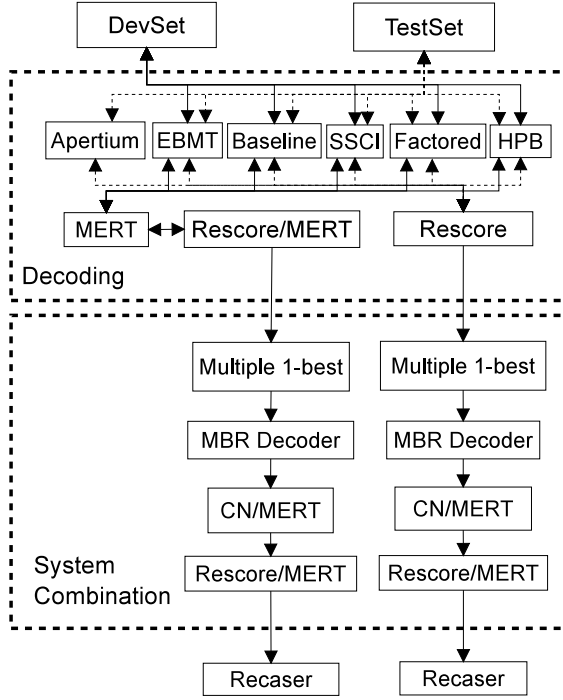 DevSet
TestSet
Apertium
EBMT
Baseline
SSCI
Factored
HPB
MERT
Rescore/MERT
Rescore
Decoding
Multiple 1-best
Multiple 1-best
MBR Decoder
MBR Decoder
CN/MERT
CN/MERT
System
Combination
Rescore/MERT
Rescore/MERT
Recaser
Recaser